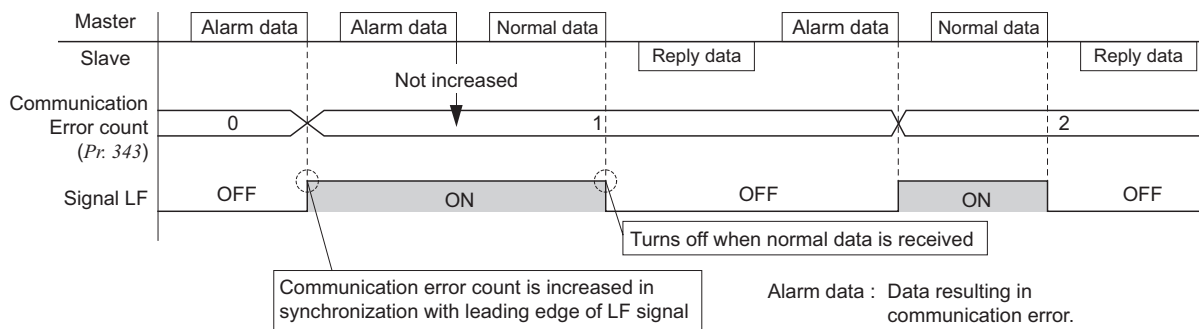 Master
Alarm data
Alarm data
Normal data
Alarm data
Normal data
Slave
Reply data
Reply data
Not increased
Communication
Error count
(Pr. 343)
0
1
2
Signal LF
OFF
ON
OFF
ON
OFF
Turns off when normal data is received
Communication error count is increased in
synchronization with leading edge of LF signal
Alarm data : Data resulting in
communication error.